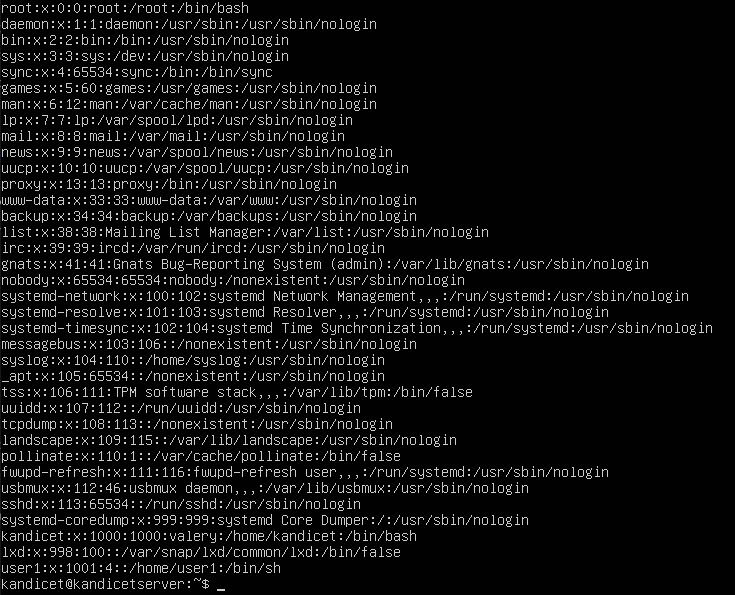 root:x:0:0:root:/root:/bin/bash
daemon:x:1:1:daemon:/usr/sbin:/usr/sbin/nologin
bin:x:2:2:bin:/bin:/usr/sbin/nologin
sys:x:3:3:sys:/dev:/usr/sbin/nologin
sync:x:4:65534:sync:/bin:/bin/sync
games:x:5:60:games:/usr/games:/usr/sbin/nologin
man:x:6:12:man:/var/cache/man:/usr/sbin/nologin
lp:x:7:7:lp:/var/spool/lpd:/usr/sbin/nologin
mail:x:8:8:mail:/var/mail:/usr/sbin/nologin
news:x:9:9:news:/var/spool/news:/usr/sbin/nologin
uucp:x:10:10:uucp:/var/spool/uucp:/usr/sbin/nologin
proxy:x:13:13:proxy:/bin:/usr/sbin/nologin
www-data:x:33:33:www-data:/var/www:/usr/sbin/nologin
backup:x:34:34:backup:/var/backups:/usr/sbin/nologin
list:x:38:38:Mailing List Manager:/var/list:/usr/sbin/nologin
irc:x:39:39:ircd:/var/run/ircd:/usr/sbin/nologin
gnats:x:41:41:Gnats Bug-Reporting System (admin):/var/lib/gnats:/usr/sbin/nologin
nobody:x:65534:65534:nobody:/nonexistent:/usr/sbin/nologin
systemd-network:x:100:102:systemd Network Management,,,:/run/systemd:/usr/sbin/nologin
systemd-resolve:x:101:103:systemd Resolver,,,:/run/systemd:/usr/sbin/nologin
systemd-timesync:x:102:104:systemd Time Synchronization,,,:/run/systemd:/usr/sbin/nologin
messagebus:x:103:106::/nonexistent:/usr/sbin/nologin
syslog:x:104:110::/home/syslog:/usr/sbin/nologin
_apt:x:105:65534::/nonexistent:/usr/sbin/nologin
tss:x:106:111:TPM software stack,,,:/var/lib/tpm:/bin/false
uuidd:x:107:112::/run/uuidd:/usr/sbin/nologin
tcpdump:x:108:113::/nonexistent:/usr/sbin/nologin
landscape:x:109:115::/var/lib/landscape:/usr/sbin/nologin
pollinate:x:110:1::/var/cache/pollinate:/bin/false
fwupd-refresh:x:111:116:fwupd-refresh user,,,:/run/systemd:/usr/sbin/nologin
usbmux:x:112:46:usbmux daemon,,,:/var/lib/usbmux:/usr/sbin/nologin
sshd:x:113:65534::/run/sshd:/usr/sbin/nologin
systemd-coredump:x:999:999:systemd Core Dumper:/:/usr/sbin/nologin
kandicet:x:1000:1000:valery:/home/kandicet:/bin/bash
lxd:x:998:100::/var/snap/lxd/common/lxd:/bin/false
user1:x:1001:4::/home/user1:/bin/sh
kandicet@kandicetserver:~$ _